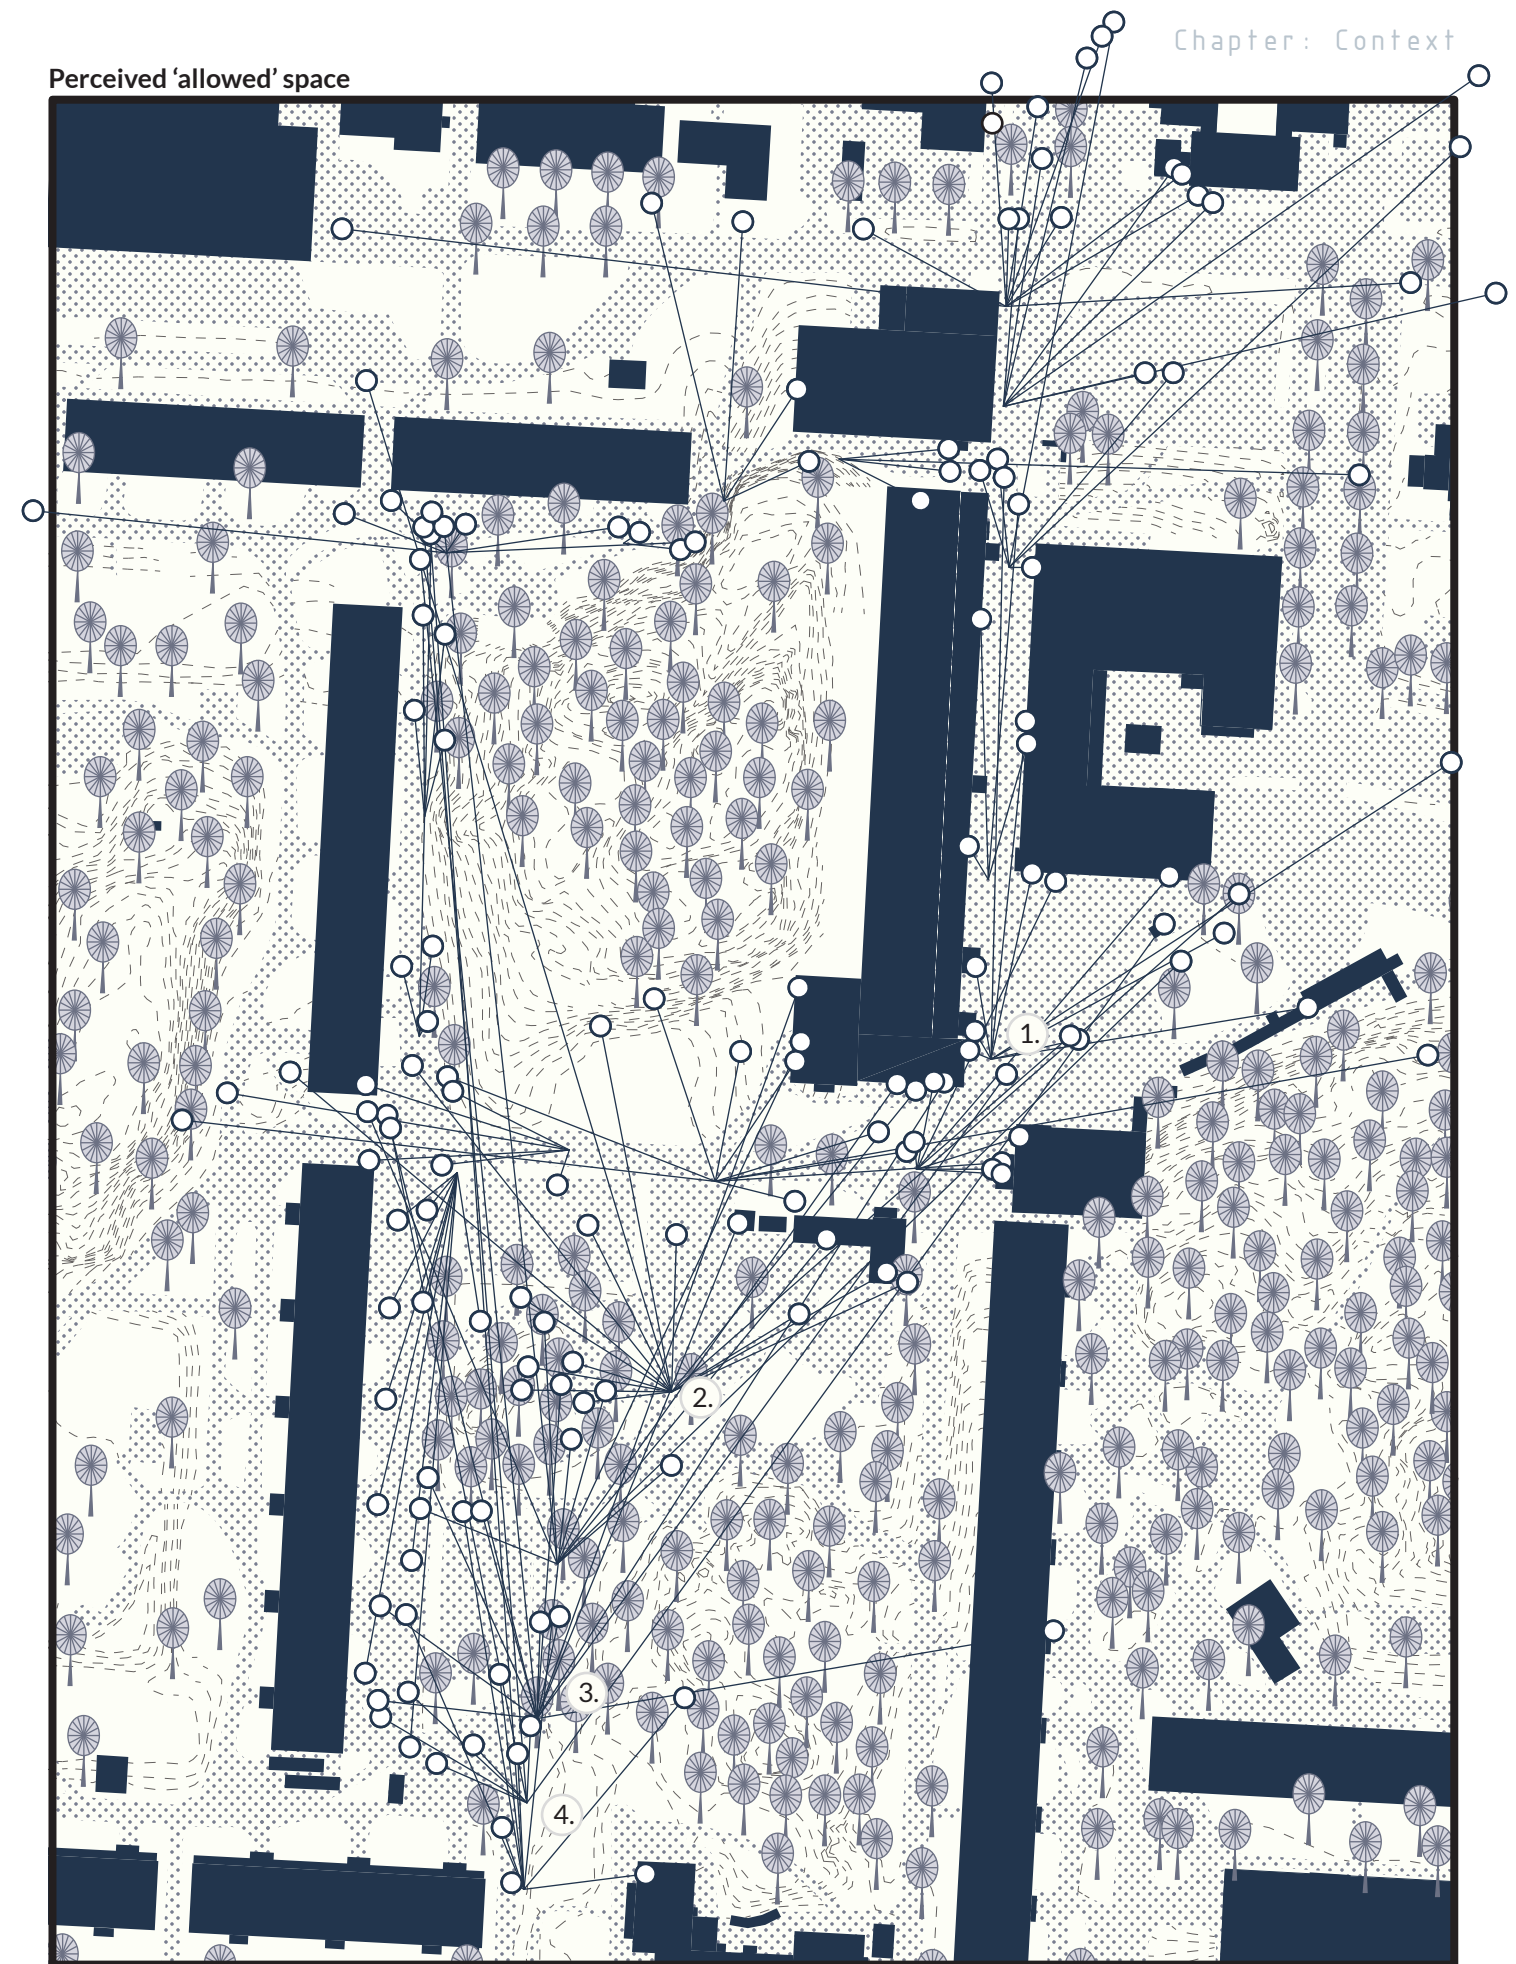 Chapter: Context
Perceived ‘allowed’ space
1.
2.
3.
4.